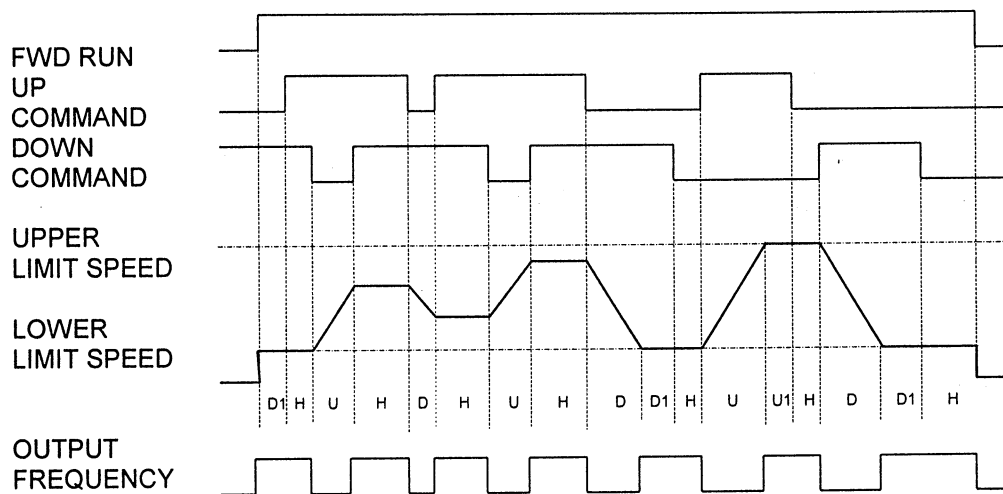 FWD RUN
UP
COMMAND
DOWN
COMMAND
UPPER
LIMIT SPEED
LOWER
LIMIT SPEED
D1 H U H D H U H D D1 H U U1 H D D1 H
OUTPUT
FREQUENCY